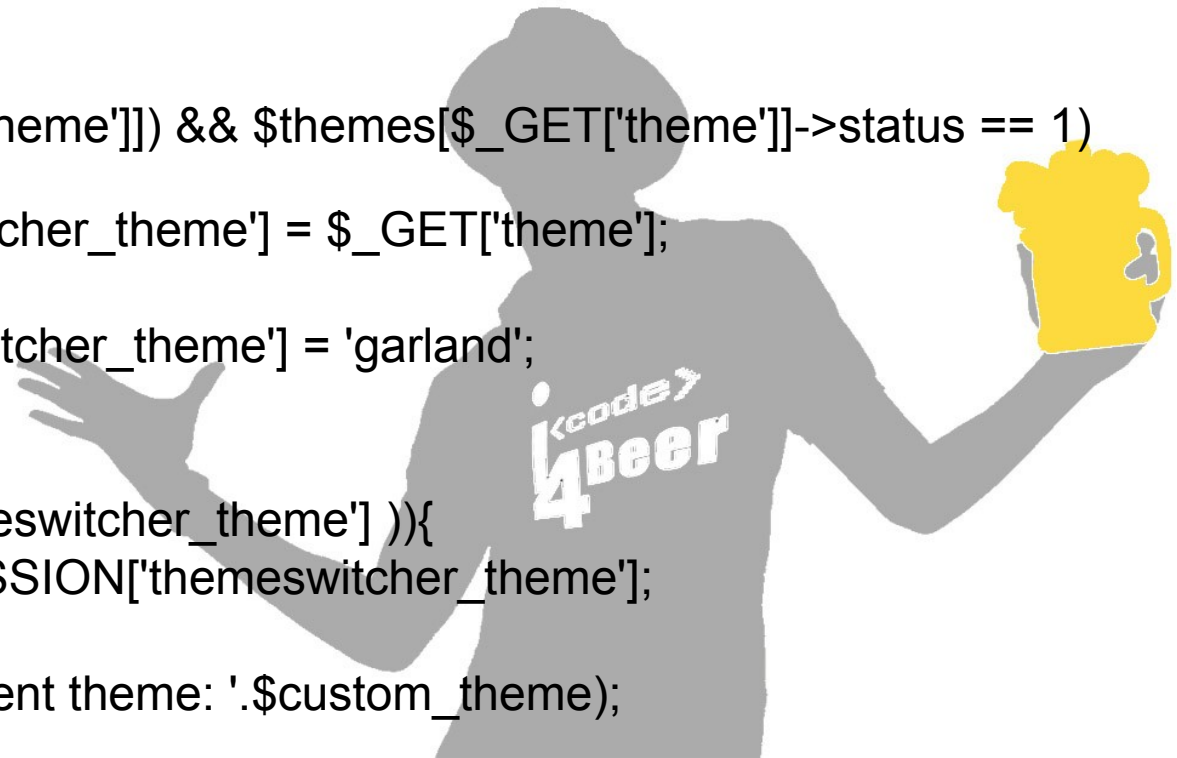 heme']]) && $themes[$_GET['theme']]->status == 1)
cher_theme'] = $_GET['theme'];
tcher_theme'] = 'garland';
i<code>
4Beer
eswitcher_theme'] )){
SSION['themeswitcher_theme'];
ent theme: '.$custom_theme);